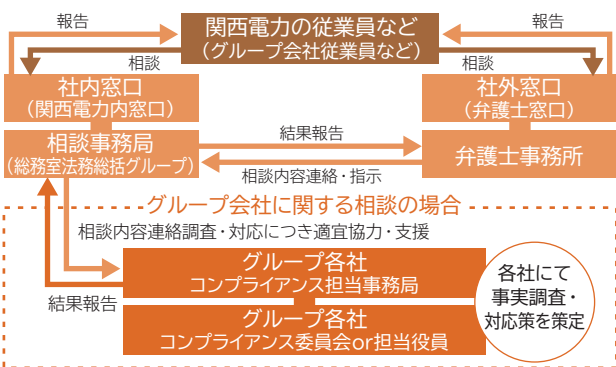 関西電力の従業員など
(グループ会社従業員など)
報告
報告
相談
相談
社内窓口
(関西電力内窓口)
社外窓口
(弁護士窓口)
相談事務局
(総務室法務総括グループ)
結果報告
弁護士事務所
相談内容連絡・指示
グループ会社に関する相談の場合
相談内容連絡調査・対応につき適宜協力・支援
グループ各社
コンプライアンス担当事務局
結果報告
グループ各社
コンプライアンス委員会or担当役員
各社にて
事実調査・
対応策を策定